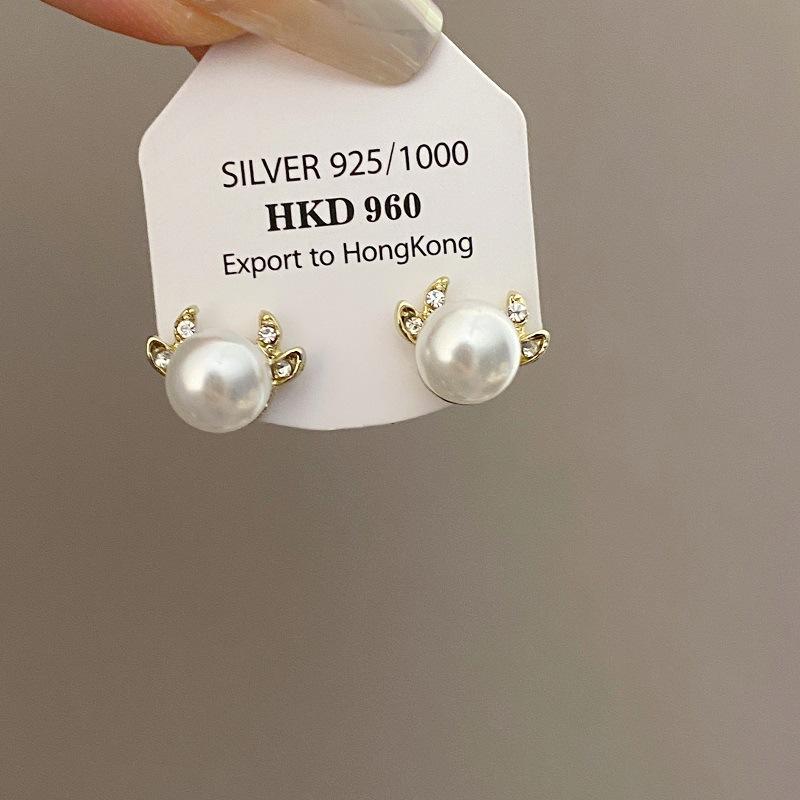 SILVER 925/1000
HKD 960
Export to HongKong